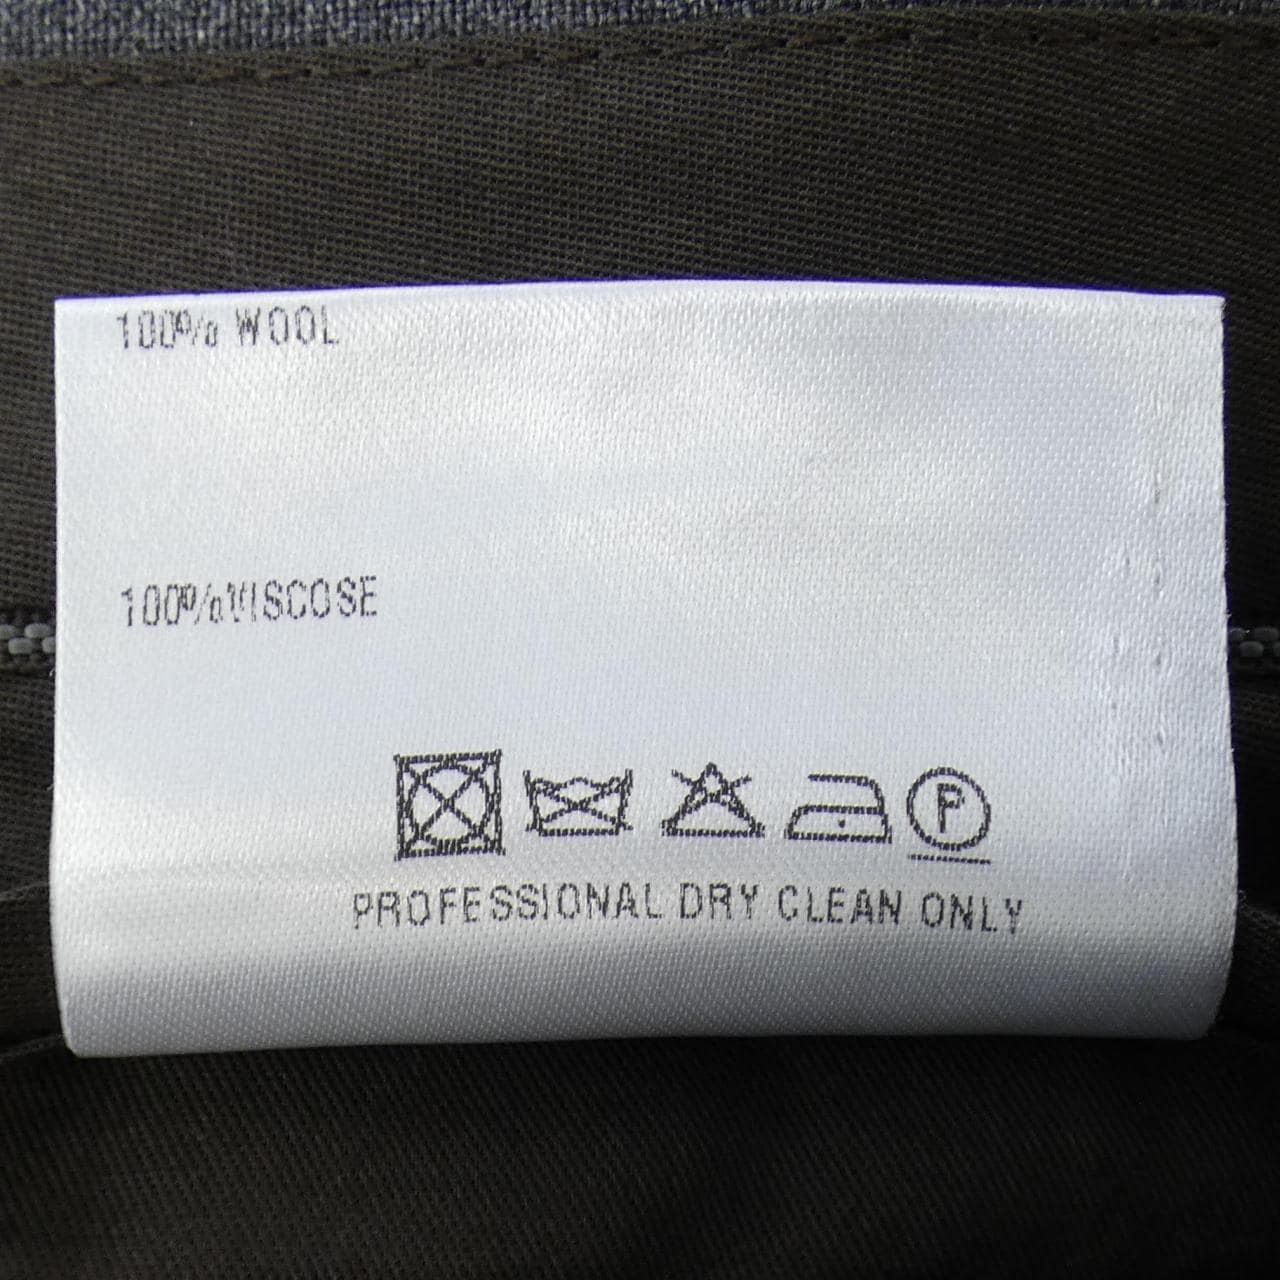 100% WOOL
100% VISCOSE
P
PROFESSIONAL DRY CLEAN ONLY